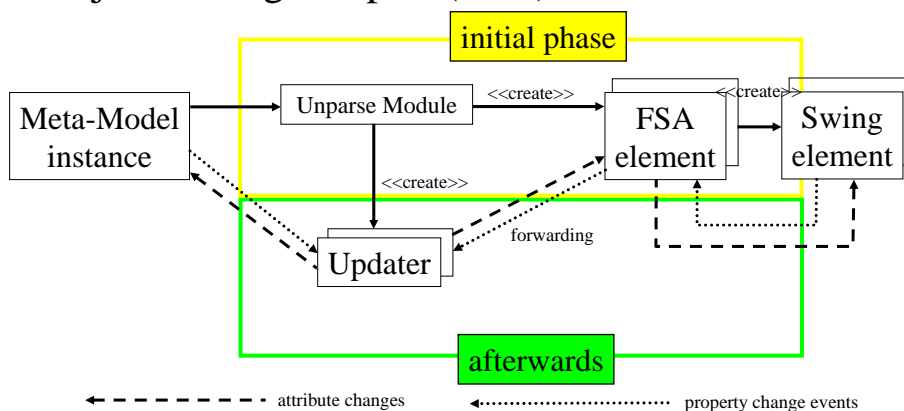 initial phase
<<create>>
<<create>>
Unparse Module
Meta-Model
instance
FSA
element
Swing
element
<<create>>
forwarding
Updater
afterwards
attribute changes
property change events